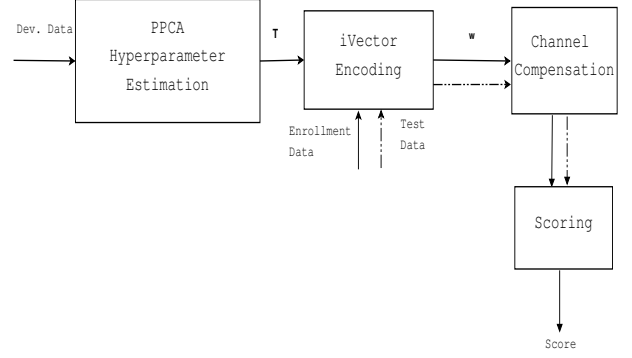 Dev. Data
PPCA
Hyperparameter
Estimation
T
iVector
Encoding
w
Channel
Compensation
Enrollment
Data
Test
Data
Scoring
Score